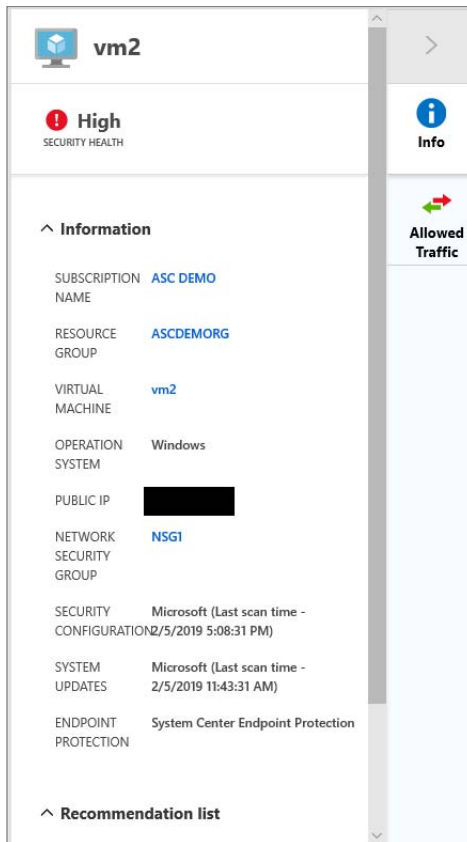 vm2
High
SECURITY HEALTH
Info
Allowed
Traffic
Information
SUBSCRIPTION NAME ASC DEMO
RESOURCE GROUP ASCDEMORG
VIRTUAL MACHINE vm2
OPERATION SYSTEM Windows
PUBLIC IP
NETWORK SECURITY GROUP NSG1
SECURITY CONFIGURATION Microsoft (Last scan time - 2/5/2019 5:08:31 PM)
SYSTEM UPDATES Microsoft (Last scan time - 2/5/2019 11:43:31 AM)
ENDPOINT PROTECTION System Center Endpoint Protection
Recommendation list